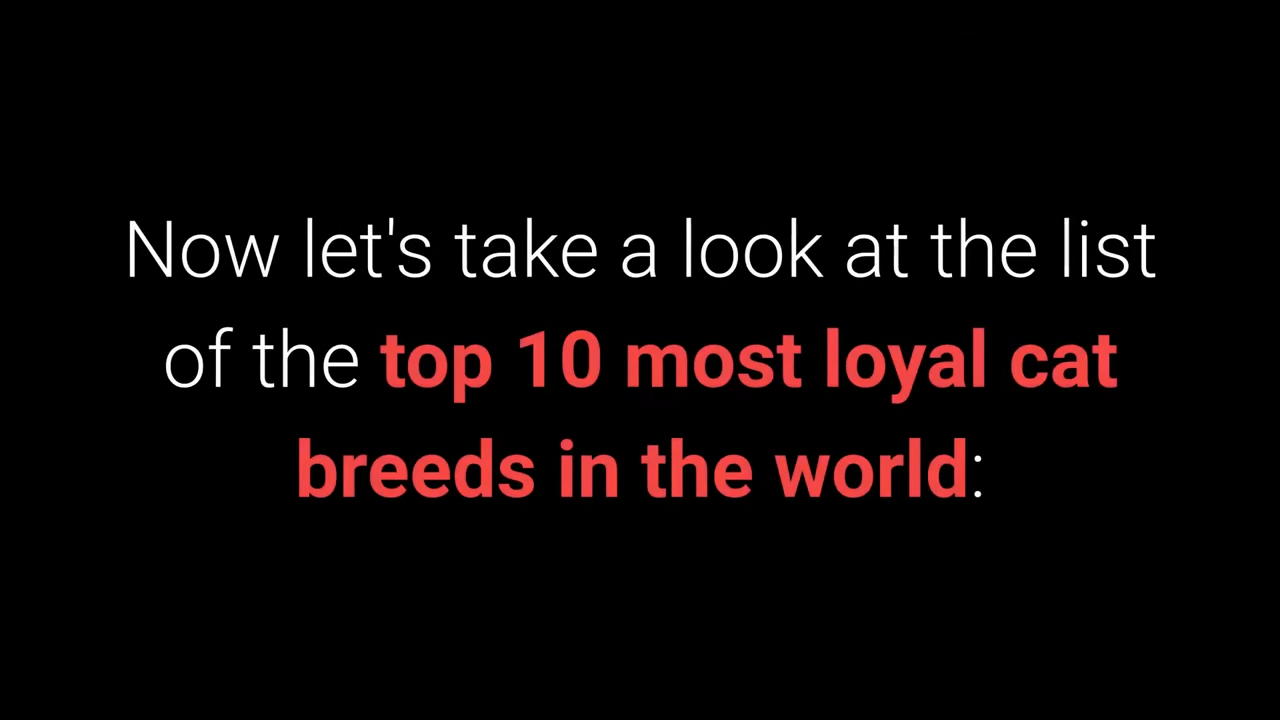 Now let's take a look at the list
of the top 10 most loyal cat
breeds in the world: